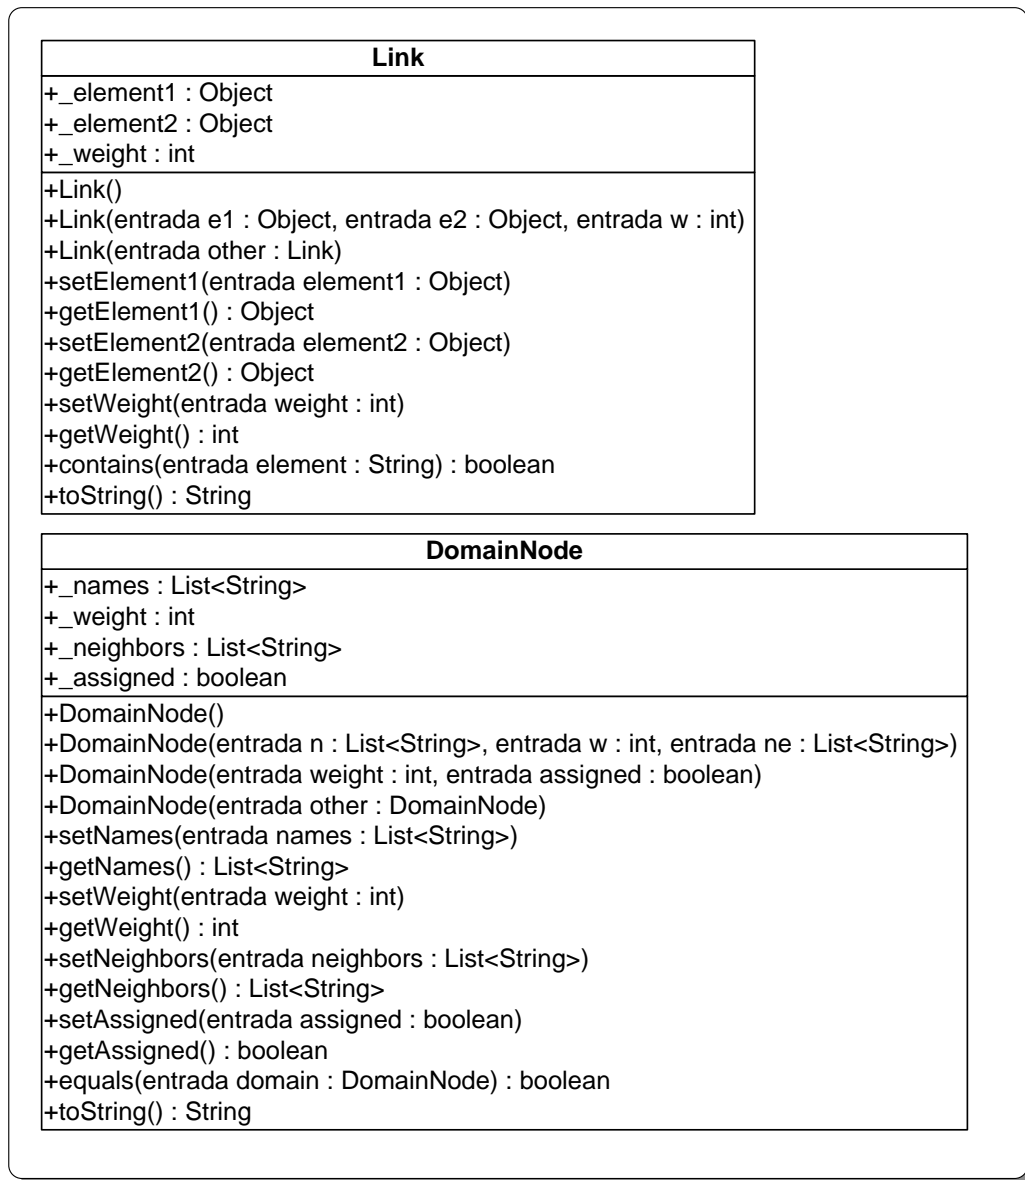 Link
+_element1 : Object
+_element2 : Object
+_weight : int
+Link()
+Link(entrada e1 : Object, entrada e2 : Object, entrada w : int)
+Link(entrada other : Link)
+setElement1(entrada element1 : Object)
+getElement1() : Object
+setElement2(entrada element2 : Object)
+getElement2() : Object
+setWeight(entrada weight : int)
+getWeight() : int
+contains(entrada element : String) : boolean
+toString() : String
DomainNode
+_names : List<String>
+_weight : int
+_neighbors : List<String>
+_assigned : boolean
+DomainNode()
+DomainNode(entrada n : List<String>, entrada w : int, entrada ne : List<String>)
+DomainNode(entrada weight : int, entrada assigned : boolean)
+DomainNode(entrada other : DomainNode)
+setNames(entrada names : List<String>)
+getNames() : List<String>
+setWeight(entrada weight : int)
+getWeight() : int
+setNeighbors(entrada neighbors : List<String>)
+getNeighbors() : List<String>
+setAssigned(entrada assigned : boolean)
+getAssigned() : boolean
+equals(entrada domain : DomainNode) : boolean
+toString() : String